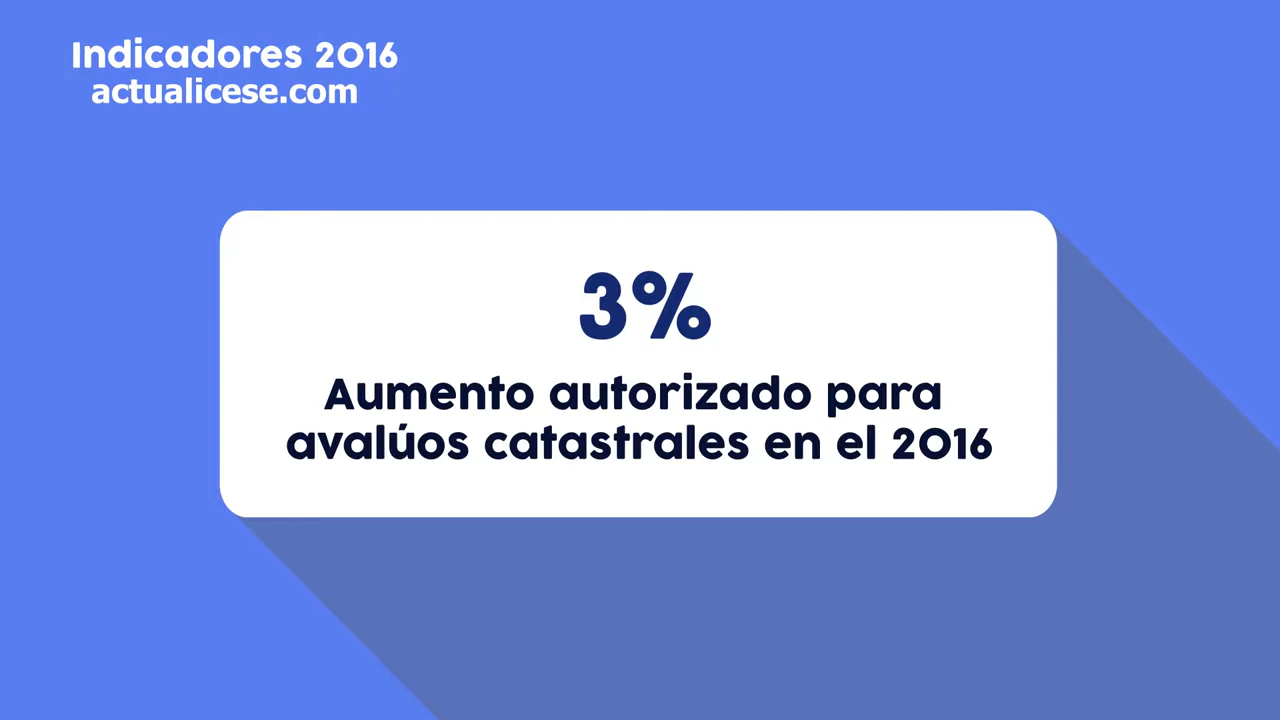 Indicadores 2016
actualicese.com
3%
Aumento autorizado para
avalúos catastrales en el 2016